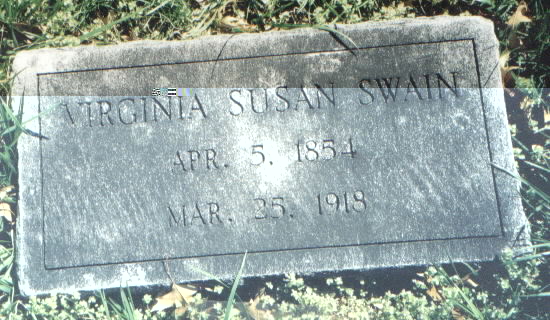 VIRGINIA SUSAN SWAIN
APR. 5, 1854
MAR. 25, 1918